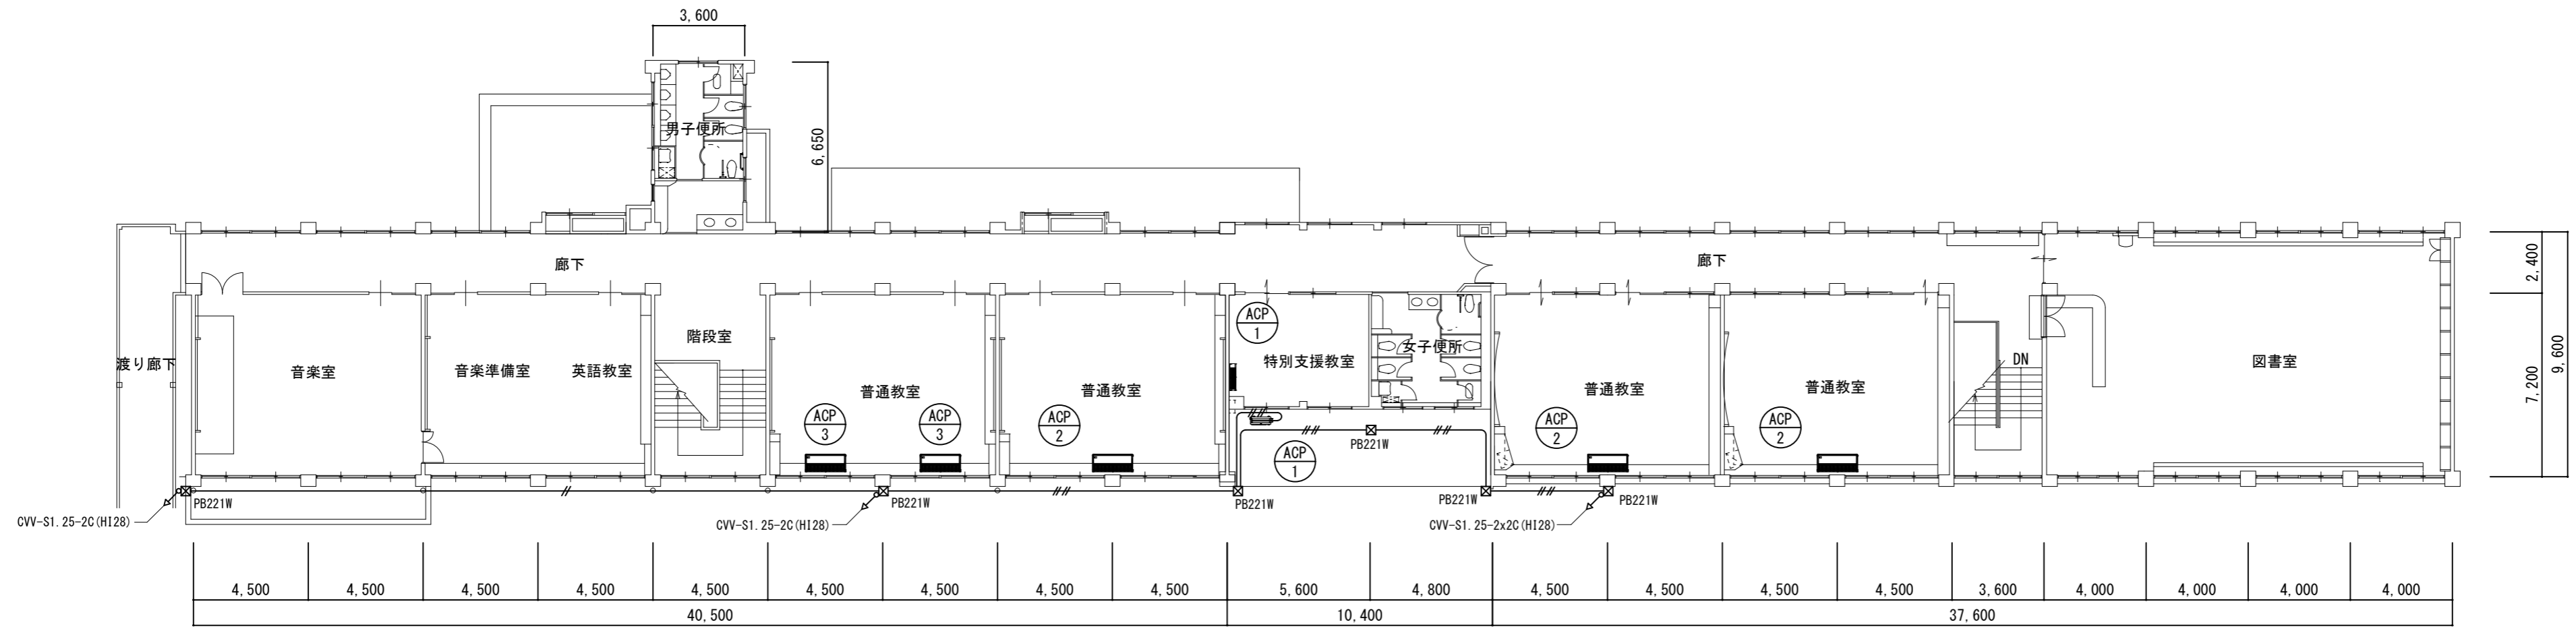 3,600
男子便所
6,650
廊下
廊下
2,400
7,200
9,600
渡り廊下
音楽室
音楽準備室
英語教室
階段室
普通教室
ACP
3
ACP
3
普通教室
ACP
2
ACP
1
特別支援教室
女子便所
ACP
1
普通教室
ACP
2
普通教室
ACP
2
DN
図書室
PB221W
PB221W
PB221W
PB221W
PB221W
PB221W
CVV-S1.25-2C(HI28)
CVV-S1.25-2C(HI28)
CVV-S1.25-2x2C(HI28)
4,500
4,500
4,500
4,500
4,500
4,500
4,500
4,500
4,500
5,600
4,800
4,500
4,500
4,500
4,500
3,600
4,000
4,000
4,000
4,000
40,500
10,400
37,600